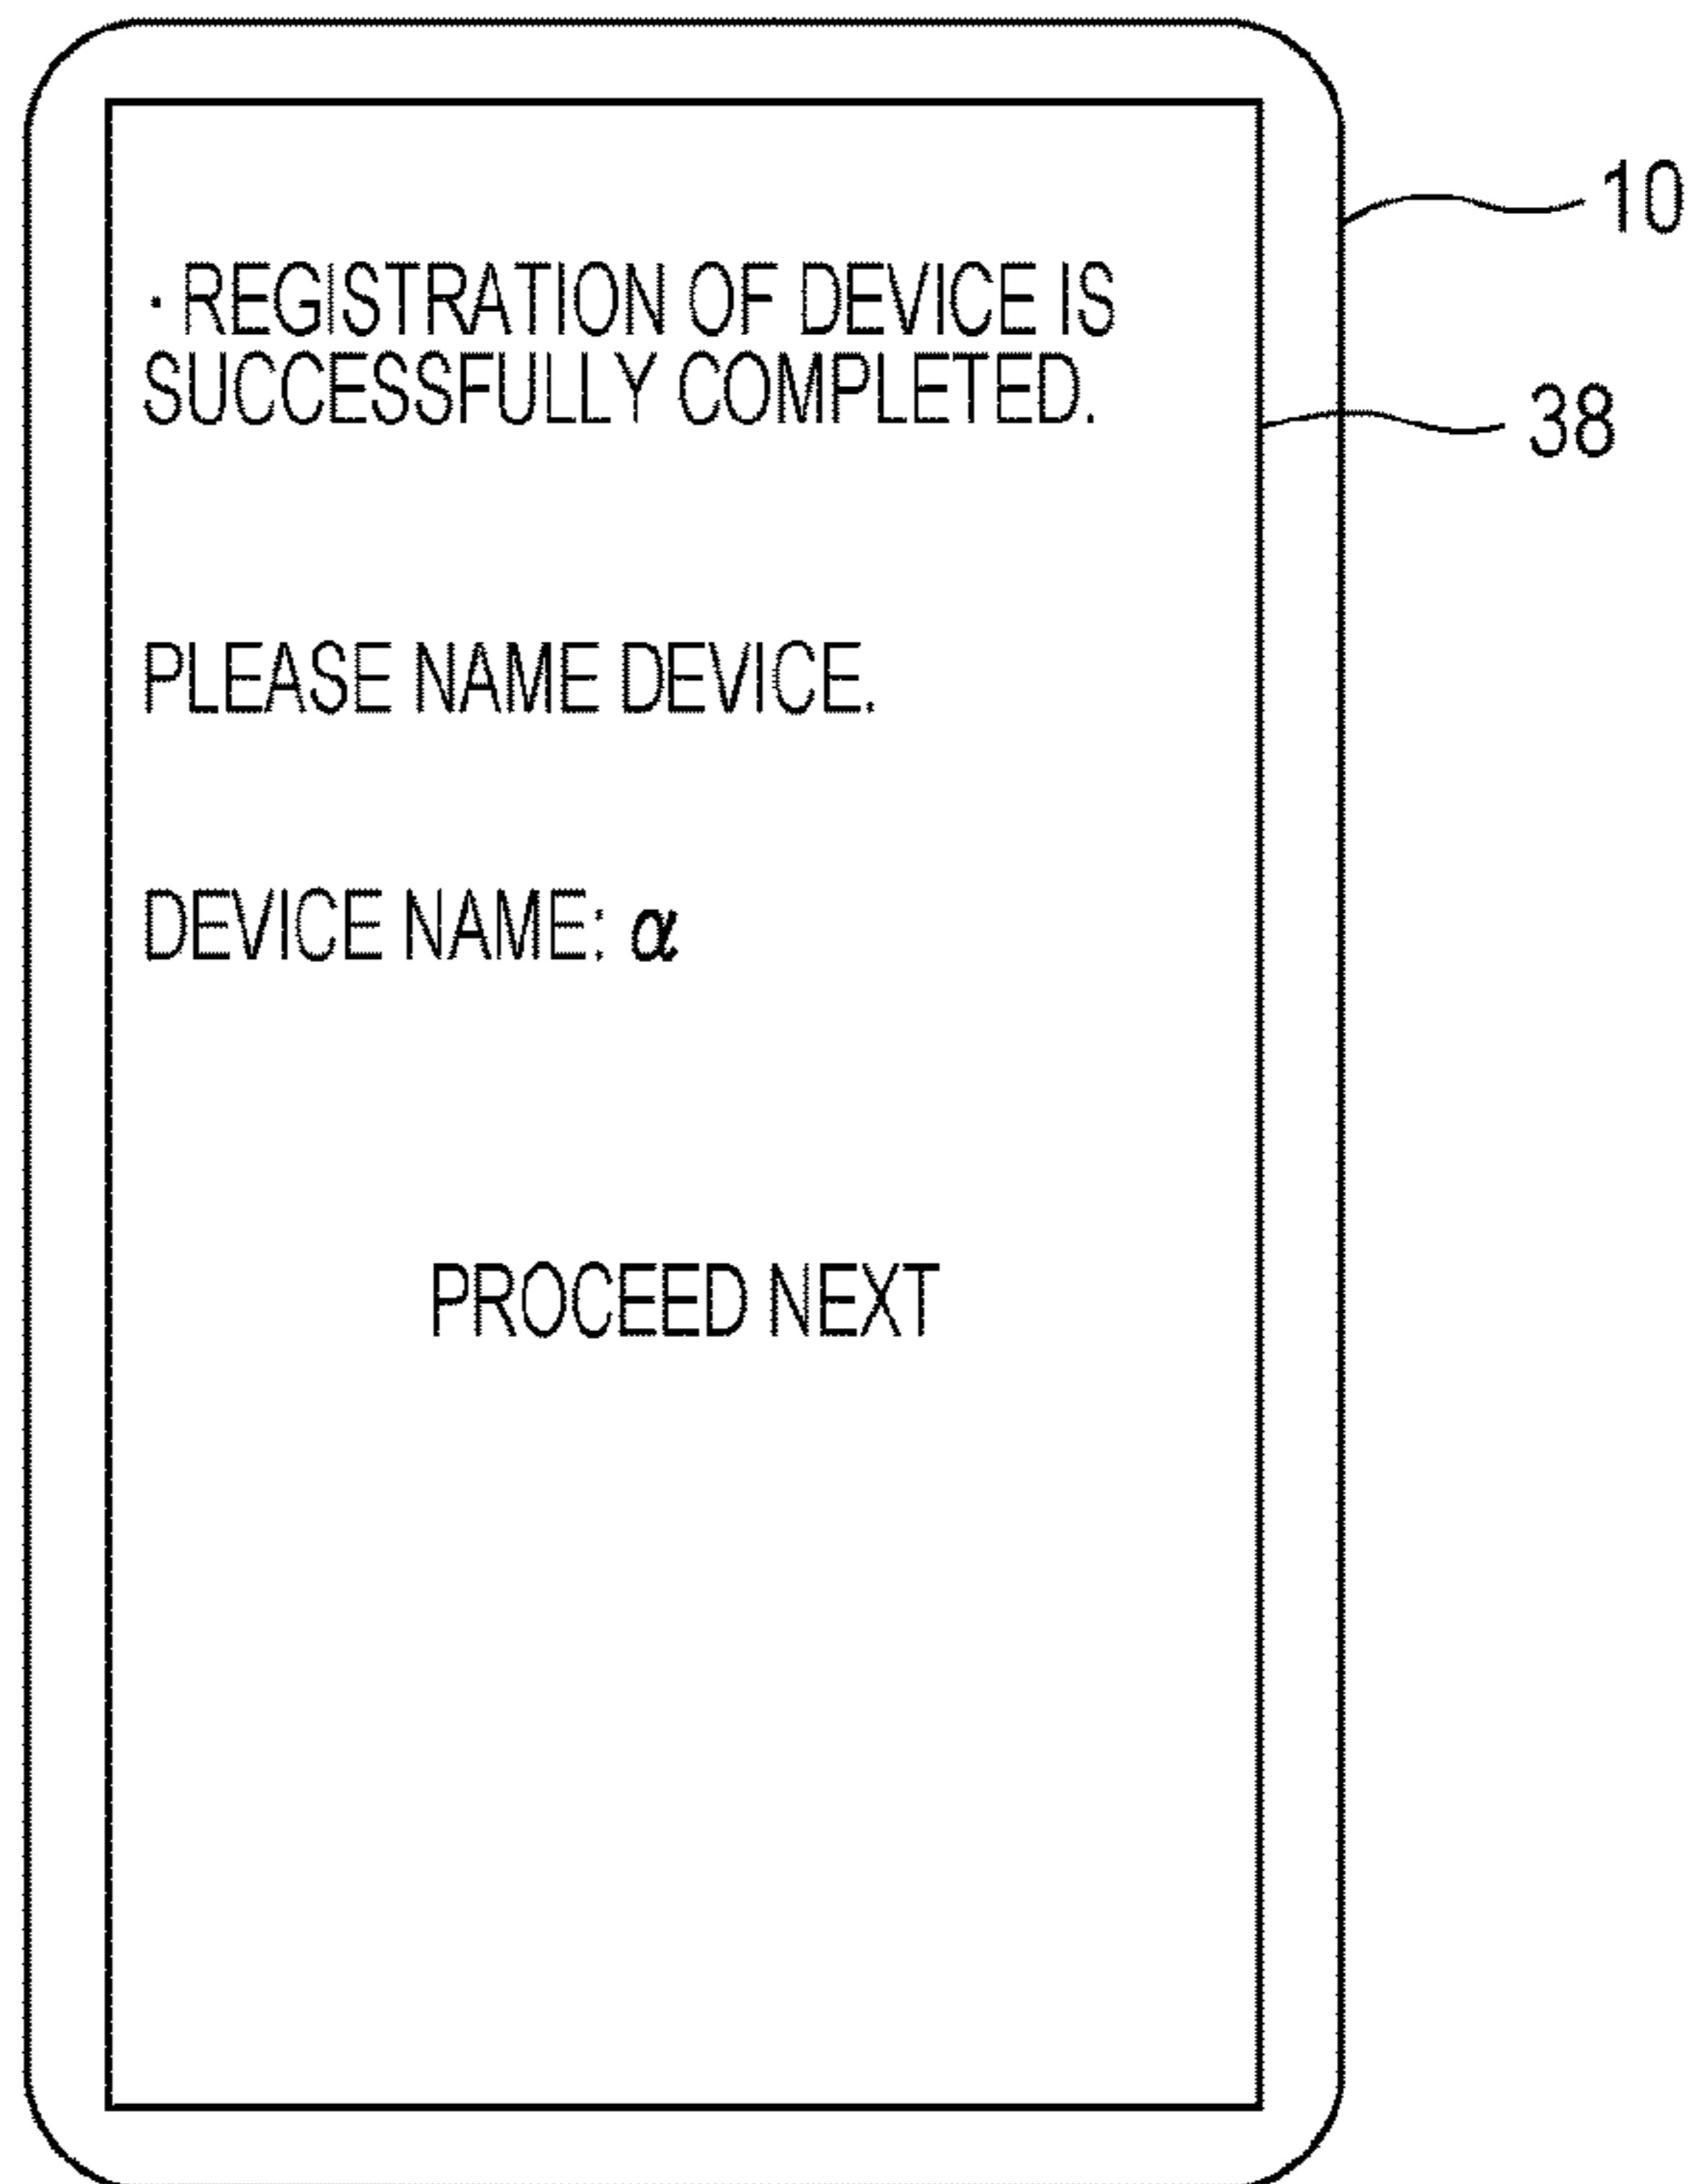 10
· REGISTRATION OF DEVICE IS
SUCCESSFULLY COMPLETED.
38
PLEASE NAME DEVICE.
DEVICE NAME: α
PROCEED NEXT